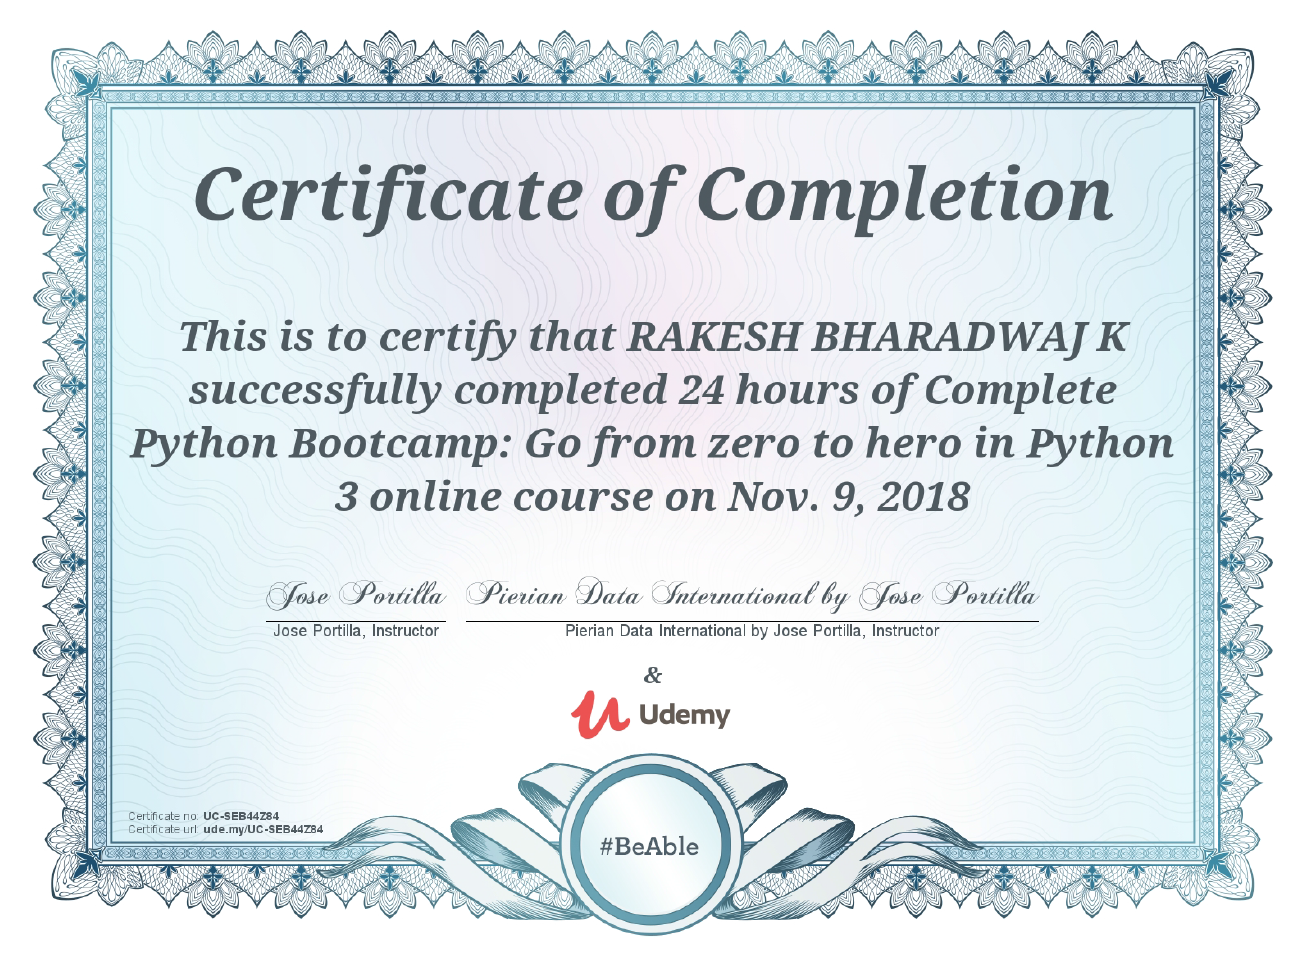 Certificate of Completion
This is to certify that RAKESH BHARADWAJ K
successfully completed 24 hours of Complete
Python Bootcamp: Go from zero to hero in Python
3 online course on Nov. 9, 2018
Jose Portilla Pierian Data International by Jose Portilla
Jose Portilla, Instructor Pierian Data International by Jose Portilla, Instructor
&
Udemy
Certificate no: UC-SEB44Z84
Certificate url: ude.my/UC-SEB44Z84
#BeAble